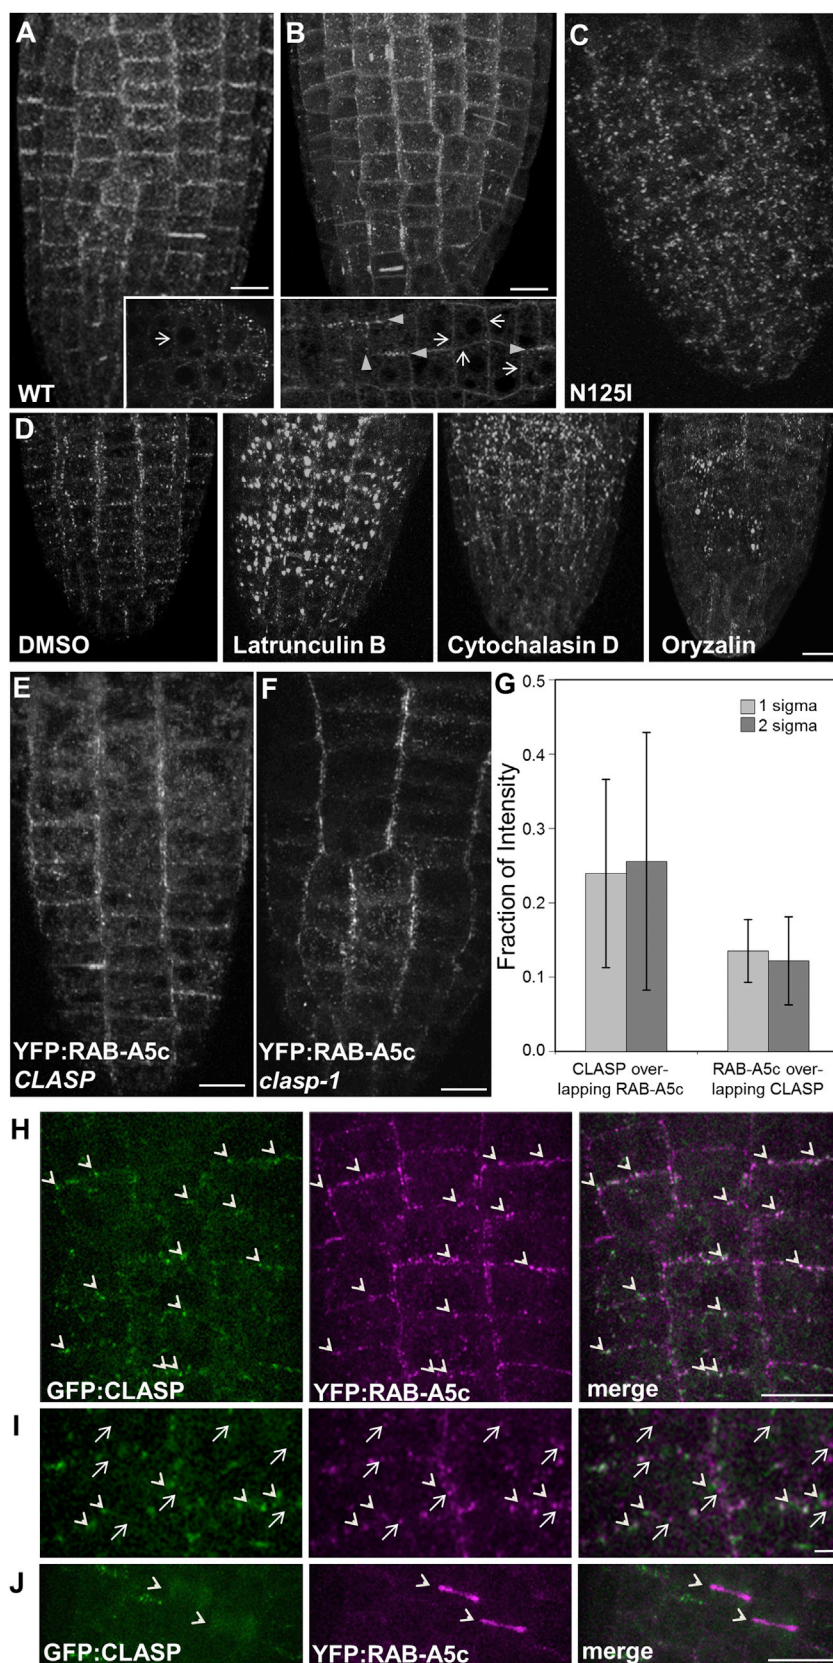 A
B
C
WT
N125I
D
DMSO
Latrunculin B
Cytochalasin D
Oryzalin
E
F
G
YFP:RAB-A5c
CLASP
YFP:RAB-A5c
clasp-1
0.5
0.4
0.3
0.2
0.1
0.0
Fraction of Intensity
1 sigma
2 sigma
CLASP over-
lapping RAB-A5c
RAB-A5c over-
lapping CLASP
H
GFP:CLASP
YFP:RAB-A5c
merge
I
J
GFP:CLASP
YFP:RAB-A5c
merge